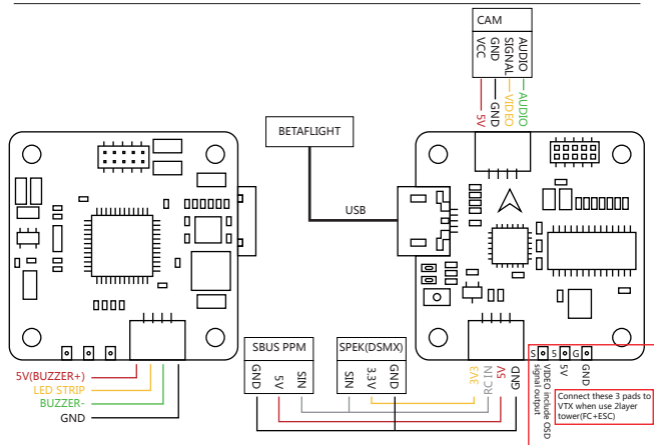 CAM
VCC
GND
SIGNAL
AUDIO
5V
GND
VIDEO
AUDIO
BETAFLIGHT
USB
SBUS PPM
GND
5V
SIN
SPEK(DSMX)
SIN
3.3V
GND
3V3
RC IN
5V
GND
5V(BUZZER+)
LED STRIP
BUZZER-
GND
S
5
G
VIDEO include OSD
signal output
5V
GND
Connect these 3 pads to
VTX when use 2layer
tower(FC+ESC)